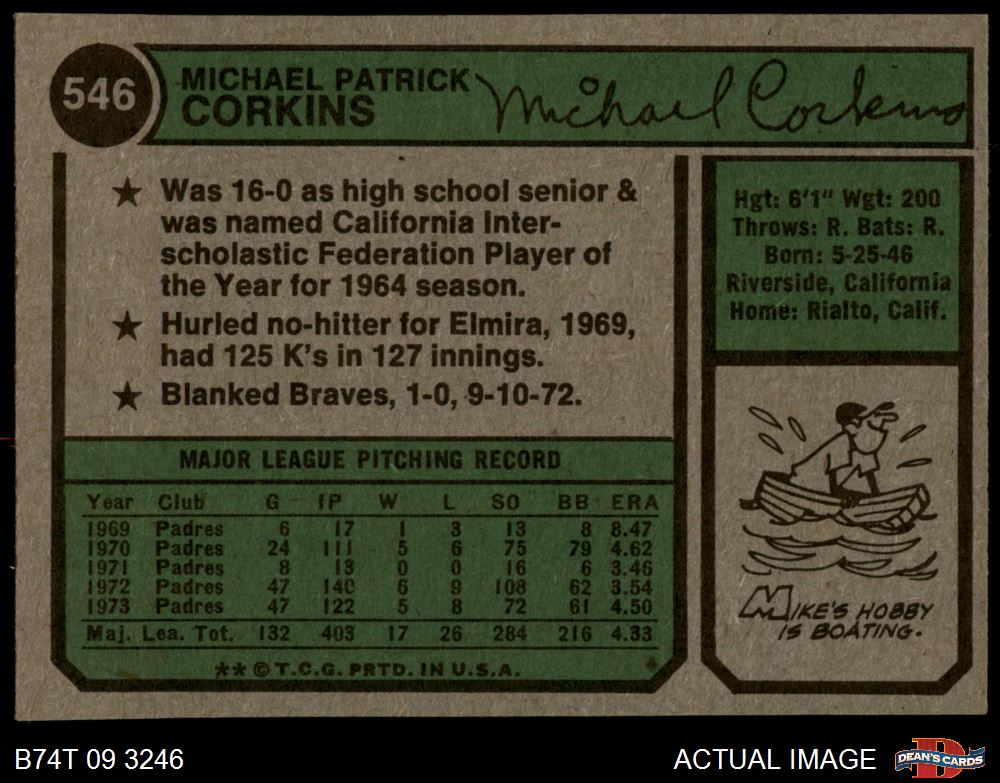 546
MICHAEL PATRICK
CORKINS
Michael Corkins
★ Was 16-0 as high school senior &
was named California Inter-
scholastic Federation Player of
the Year for 1964 season.
★ Hurled no-hitter for Elmira, 1969,
had 125 K's in 127 innings.
★ Blanked Braves, 1-0, 9-10-72.
Hgt: 6'1" Wgt: 200
Throws: R. Bats: R.
Born: 5-25-46
Riverside, California
Home: Rialto, Calif.
MAJOR LEAGUE PITCHING RECORD
Year Club G IP W L SO BB ERA
1969 Padres 6 17 1 3 13 8 8.47
1970 Padres 24 111 5 6 75 79 4.62
1971 Padres 8 13 0 0 16 6 3.46
1972 Padres 47 140 6 9 108 62 3.54
1973 Padres 47 122 5 8 72 61 4.50
Maj. Lea. Tot. 132 403 17 26 284 216 4.33
** © T.C.G. PRTD. IN U.S.A.
MIKE'S HOBBY
IS BOATING.
B74T 09 3246
ACTUAL IMAGE
D
DEAN'S CARDS